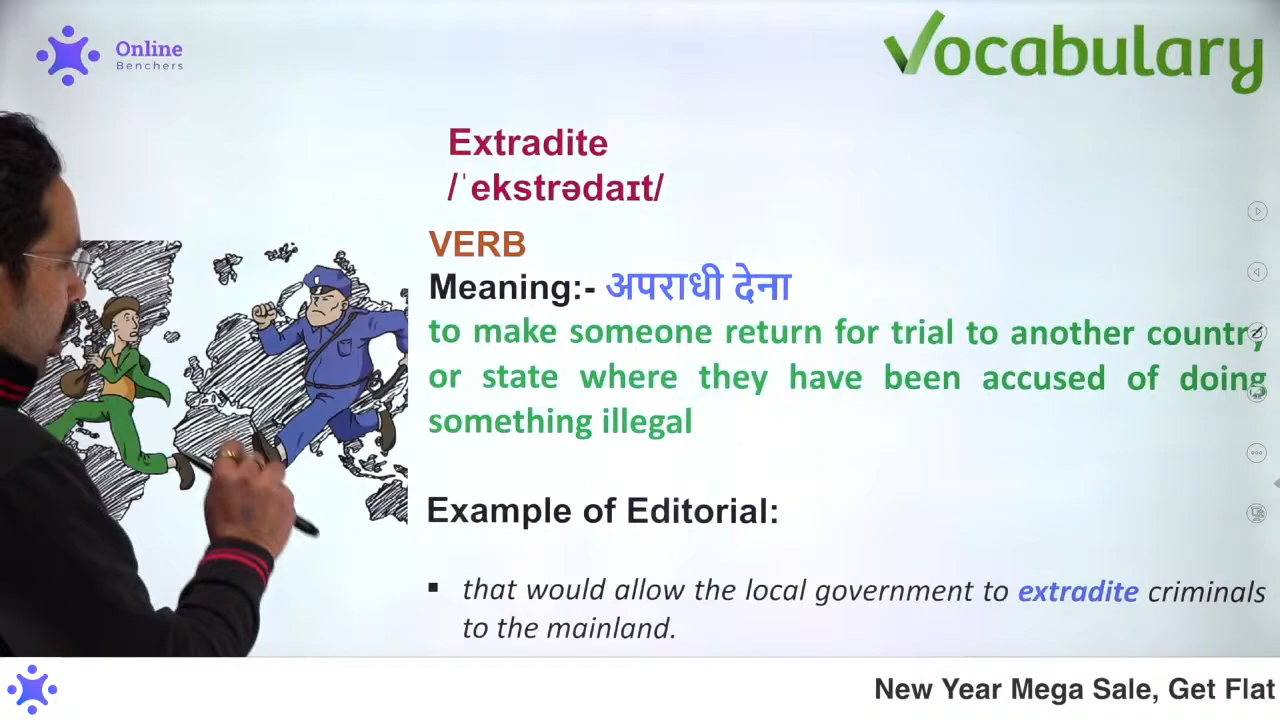 Online
Benchers
Vocabulary
Extradite
/ˈekstrədaɪt/
VERB
Meaning:- अपराधी देना
to make someone return for trial to another country
or state where they have been accused of doing
something illegal
Example of Editorial:
▪ that would allow the local government to extradite criminals
to the mainland.
New Year Mega Sale, Get Flat